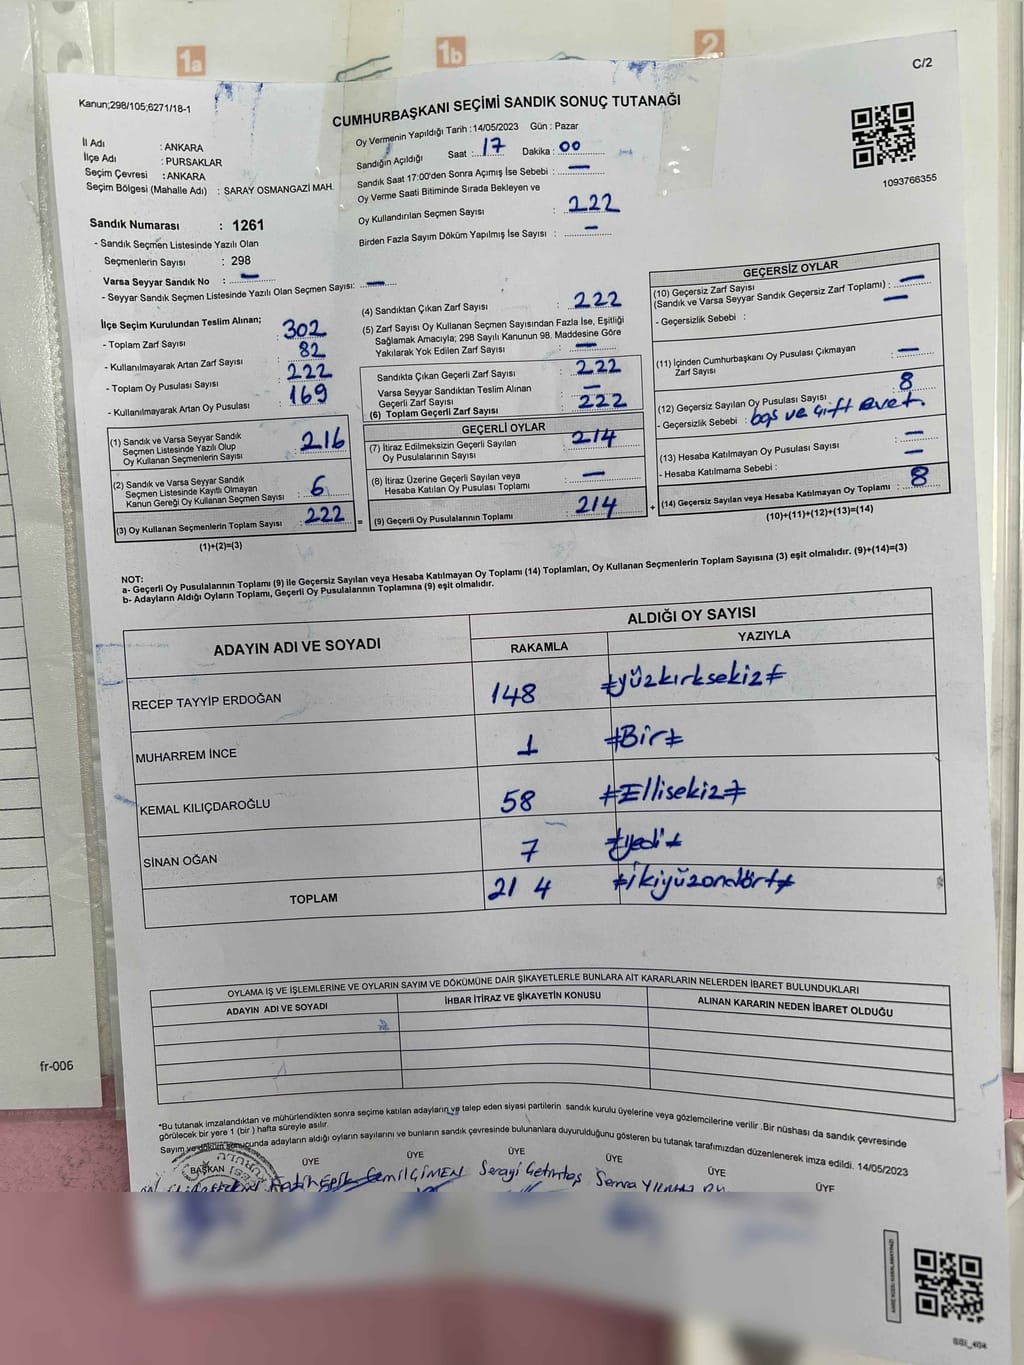 1a
1b
2
C/2
Kanun;298/105;6271/18-1
CUMHURBAŞKANI SEÇİMİ SANDIK SONUÇ TUTANAĞI
İl Adı : ANKARA
İlçe Adı : PURSAKLAR
Seçim Çevresi : ANKARA
Seçim Bölgesi (Mahalle Adı) : SARAY OSMANGAZİ MAH.
Oy Vermenin Yapıldığı Tarih :14/05/2023 Gün : Pazar
Sandığın Açıldığı Saat : 17 Dakika : 00
Sandık Saat 17:00'den Sonra Açımış İse Sebebi : —
Oy Verme Saati Bitiminde Sırada Bekleyen ve
Oy Kullandırılan Seçmen Sayısı : 222
Birden Fazla Sayım Döküm Yapılmış İse Sayısı : —
1093766355
Sandık Numarası : 1261
- Sandık Seçmen Listesinde Yazılı Olan
Seçmenlerin Sayısı : 298
Varsa Seyyar Sandık No : —
- Seyyar Sandık Seçmen Listesinde Yazılı Olan Seçmen Sayısı: —
İlçe Seçim Kurulundan Teslim Alınan;
- Toplam Zarf Sayısı : 302
- Kullanılmayarak Artan Zarf Sayısı : 82
- Toplam Oy Pusulası Sayısı : 222
- Kullanılmayarak Artan Oy Pusulası : 169
(1) Sandık ve Varsa Seyyar Sandık
Seçmen Listesinde Yazılı Olup
Oy Kullanan Seçmenlerin Sayısı : 216
(2) Sandık ve Varsa Seyyar Sandık
Seçmen Listesinde Kayıtlı Olmayan
Kanun Gereği Oy Kullanan Seçmen Sayısı : 6
(3) Oy Kullanan Seçmenlerin Toplam Sayısı : 222 =
(1)+(2)=(3)
(4) Sandıktan Çıkan Zarf Sayısı : 222
(5) Zarf Sayısı Oy Kullanan Seçmen Sayısından Fazla İse, Eşitliği
Sağlamak Amacıyla; 298 Sayılı Kanunun 98. Maddesine Göre
Yakılarak Yok Edilen Zarf Sayısı : —
Sandıkta Çıkan Geçerli Zarf Sayısı : 222
Varsa Seyyar Sandıktan Teslim Alınan
Geçerli Zarf Sayısı : —
(6) Toplam Geçerli Zarf Sayısı : 222
GEÇERLİ OYLAR
(7) İtiraz Edilmeksizin Geçerli Sayılan
Oy Pusulalarının Sayısı : 214
(8) İtiraz Üzerine Geçerli Sayılan veya
Hesaba Katılan Oy Pusulası Toplamı : —
(9) Geçerli Oy Pusulalarının Toplamı : 214 +
GEÇERSİZ OYLAR
(10) Geçersiz Zarf Sayısı
(Sandık ve Varsa Seyyar Sandık Geçersiz Zarf Toplamı) : —
- Geçersizlik Sebebi : —
(11) İçinden Cumhurbaşkanı Oy Pusulası Çıkmayan
Zarf Sayısı : —
(12) Geçersiz Sayılan Oy Pusulası Sayısı : 8
- Geçersizlik Sebebi : boş ve çift evet.
(13) Hesaba Katılmayan Oy Pusulası Sayısı : —
- Hesaba Katılmama Sebebi : —
(14) Geçersiz Sayılan veya Hesaba Katılmayan Oy Toplamı : 8
(10)+(11)+(12)+(13)=(14)
NOT:
a- Geçerli Oy Pusulalarının Toplamı (9) ile Geçersiz Sayılan veya Hesaba Katılmayan Oy Toplamı (14) Toplamları, Oy Kullanan Seçmenlerin Toplam Sayısına (3) eşit olmalıdır. (9)+(14)=(3)
b- Adayların Aldığı Oyların Toplamı, Geçerli Oy Pusulalarının Toplamına (9) eşit olmalıdır.
ADAYIN ADI VE SOYADI
ALDIĞI OY SAYISI
RAKAMLA YAZIYLA
RECEP TAYYİP ERDOĞAN 148 ≠yüzkırksekiz≠
MUHARREM İNCE 1 ≠Bir≠
KEMAL KILIÇDAROĞLU 58 ≠Ellisekiz≠
SİNAN OĞAN 7 ≠yedi≠
TOPLAM 214 ≠ikiyüzondört≠
OYLAMA İŞ VE İŞLEMLERİNE VE OYLARIN SAYIM VE DÖKÜMÜNE DAİR ŞİKAYETLERLE BUNLARA AİT KARARLARIN NELERDEN İBARET BULUNDUKLARI
ADAYIN ADI VE SOYADI İHBAR İTİRAZ VE ŞİKAYETİN KONUSU ALINAN KARARIN NEDEN İBARET OLDUĞU
fr-006
*Bu tutanak imzalandıktan ve mühürlendikten sonra seçime katılan adayların ve talep eden siyasi partilerin sandık kurulu üyelerine veya gözlemcilerine verilir .Bir nüshası da sandık çevresinde
görülecek bir yere 1 (bir ) hafta süreyle asılır.
Sayım ve döküm sonucunda adayların aldığı oyların sayılarını ve bunların sandık çevresinde bulunanlara duyurulduğunu gösteren bu tutanak tarafımızdan düzenlenerek imza edildi. 14/05/2023
BAŞKAN ÜYE ÜYE ÜYE ÜYE ÜYE ÜYE